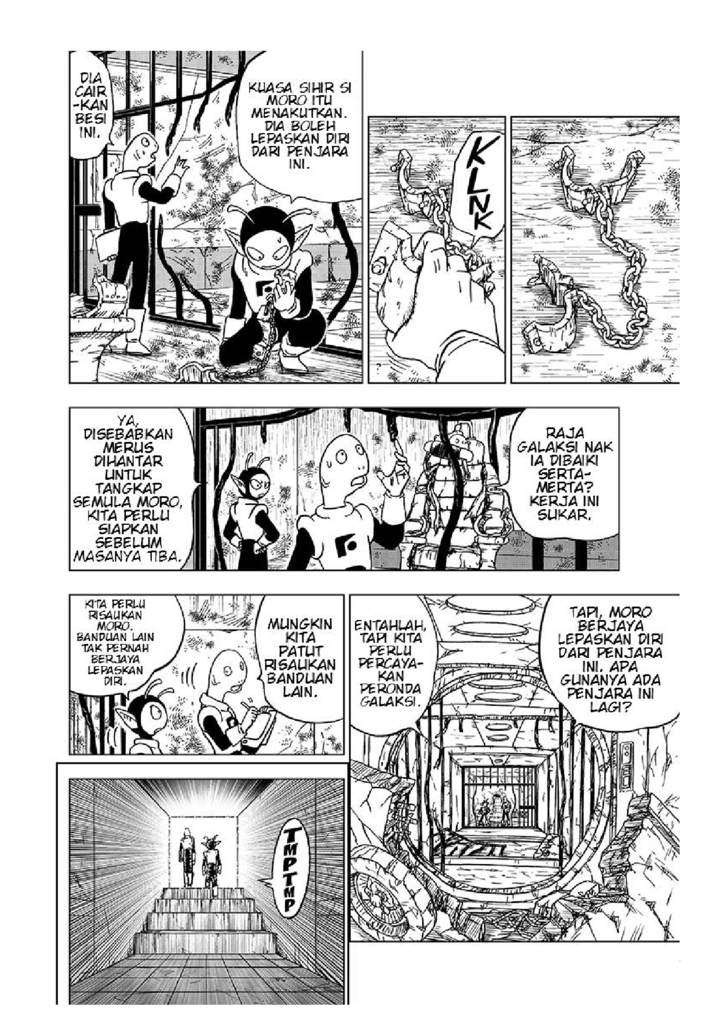 KLNK
KUASA SIHIR SI
MORO ITU
MENAKUTKAN.
DIA BOLEH
LEPASKAN DIRI
DARI PENJARA
INI.
DIA
CAIR
-KAN
BESI
INI.
RAJA
GALAKSI NAK
IA DIBAIKI
SERTA-
MERTA?
KERJA INI
SUKAR.
YA,
DISEBABKAN
MERUS
DIHANTAR
UNTUK
TANGKAP
SEMULA MORO,
KITA PERLU
SIAPKAN
SEBELUM
MASANYA TIBA.
TAPI, MORO
BERJAYA
LEPASKAN DIRI
DARI PENJARA
INI. APA
GUNANYA ADA
PENJARA INI
LAGI?
ENTAHLAH,
TAPI KITA
PERLU
PERCAYA-
KAN
PERONDA
GALAKSI.
MUNGKIN
KITA
PATUT
RISAUKAN
BANDUAN
LAIN.
KITA PERLU
RISAUKAN
MORO.
BANDUAN LAIN
TAK PERNAH
BERJAYA
LEPASKAN
DIRI.
TMPTMP